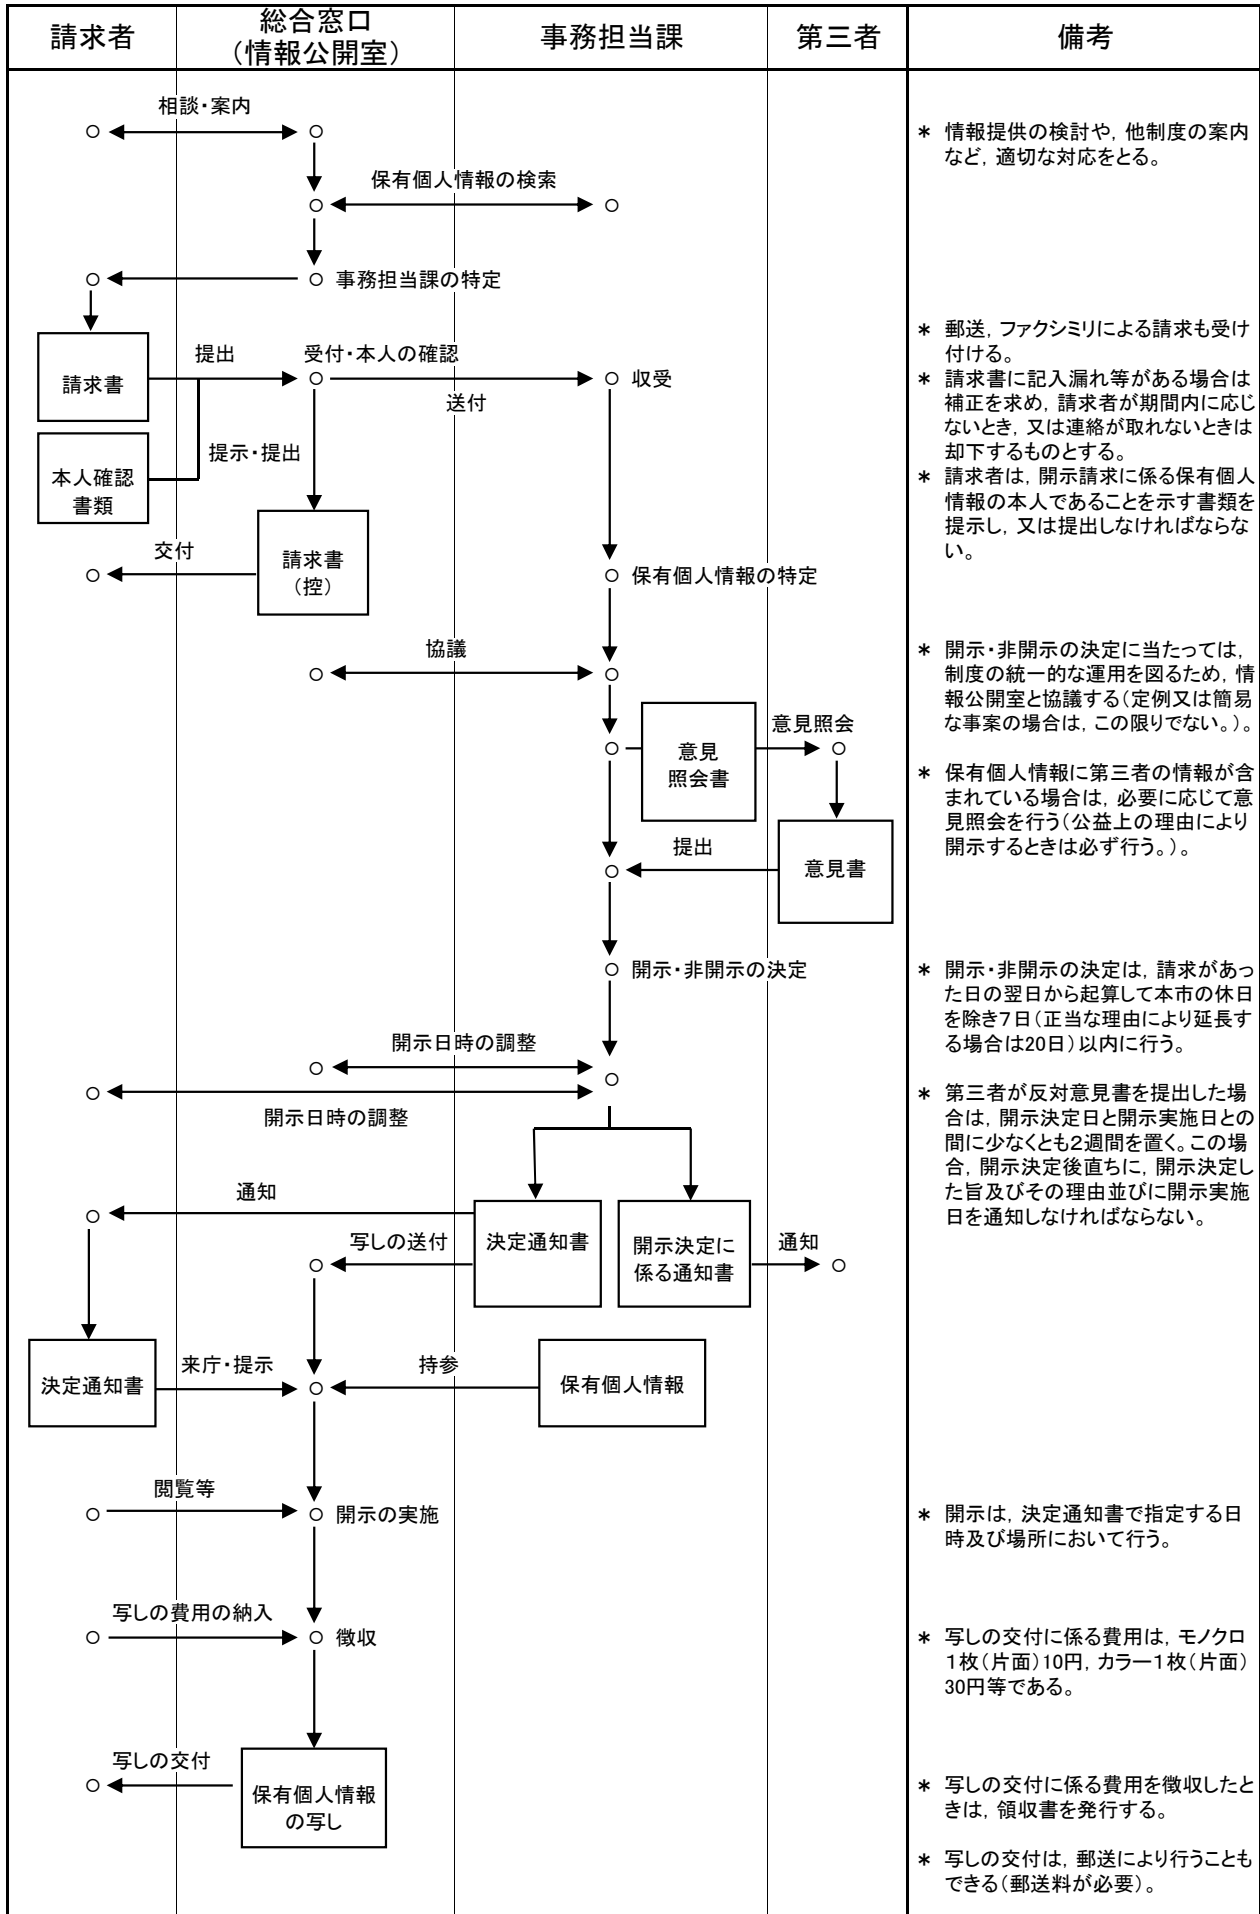 請求者
総合窓口
（情報公開室）
事務担当課
第三者
備考
相談・案内
＊ 情報提供の検討や，他制度の案内
など，適切な対応をとる。
保有個人情報の検索
事務担当課の特定
＊ 郵送，ファクシミリによる請求も受け
付ける。
請求書
提出
受付・本人の確認
送付
収受
＊ 請求書に記入漏れ等がある場合は
補正を求め，請求者が期間内に応じ
ないとき，又は連絡が取れないときは
却下するものとする。
本人確認
書類
提示・提出
＊ 請求者は，開示請求に係る保有個人
情報の本人であることを示す書類を
提示し，又は提出しなければならな
い。
交付
請求書
（控）
保有個人情報の特定
協議
＊ 開示・非開示の決定に当たっては，
制度の統一的な運用を図るため，情
報公開室と協議する（定例又は簡易
な事案の場合は，この限りでない。）。
意見
照会書
意見照会
＊ 保有個人情報に第三者の情報が含
まれている場合は，必要に応じて意
見照会を行う（公益上の理由により
開示するときは必ず行う。）。
提出
意見書
開示・非開示の決定
＊ 開示・非開示の決定は，請求があっ
た日の翌日から起算して本市の休日
を除き７日（正当な理由により延長す
る場合は20日）以内に行う。
開示日時の調整
開示日時の調整
＊ 第三者が反対意見書を提出した場
合は，開示決定日と開示実施日との
間に少なくとも２週間を置く。この場
合，開示決定後直ちに，開示決定し
た旨及びその理由並びに開示実施
日を通知しなければならない。
通知
写しの送付
決定通知書
開示決定に
係る通知書
通知
決定通知書
来庁・提示
持参
保有個人情報
閲覧等
開示の実施
＊ 開示は，決定通知書で指定する日
時及び場所において行う。
写しの費用の納入
徴収
＊ 写しの交付に係る費用は，モノクロ
１枚（片面）10円，カラー１枚（片面）
30円等である。
写しの交付
保有個人情報
の写し
＊ 写しの交付に係る費用を徴収したと
きは，領収書を発行する。
＊ 写しの交付は，郵送により行うことも
できる（郵送料が必要）。